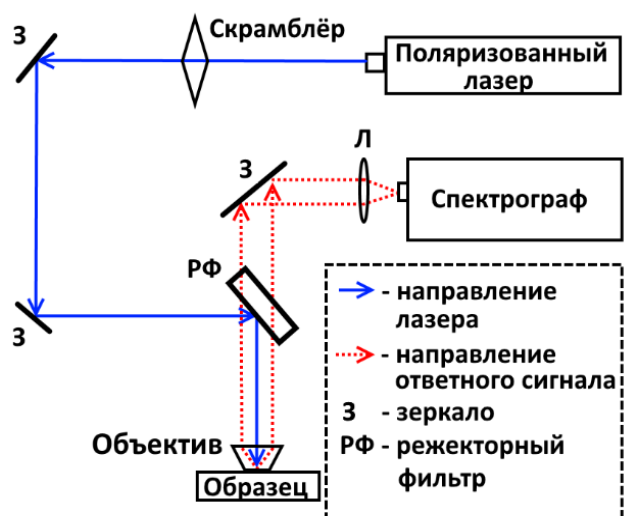 З
Скрамблёр
Поляризованный
лазер
З
Л
Спектрограф
РФ
З
Объектив
Образец
- направление
лазера
- направление
ответного сигнала
З - зеркало
РФ - режекторный
фильтр